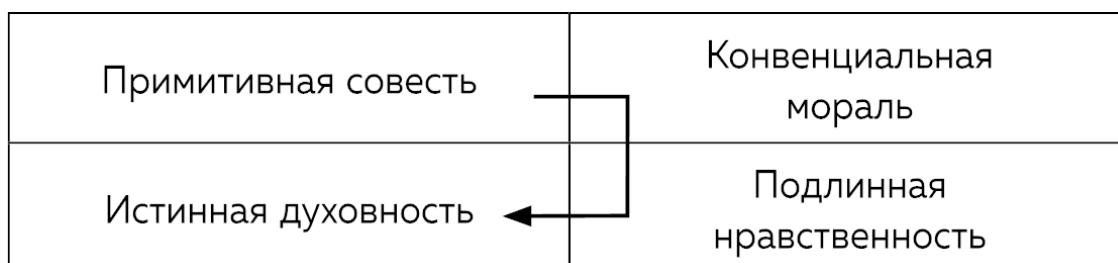 Примитивная совесть
Конвенциальная
мораль
Истинная духовность
Подлинная
нравственность